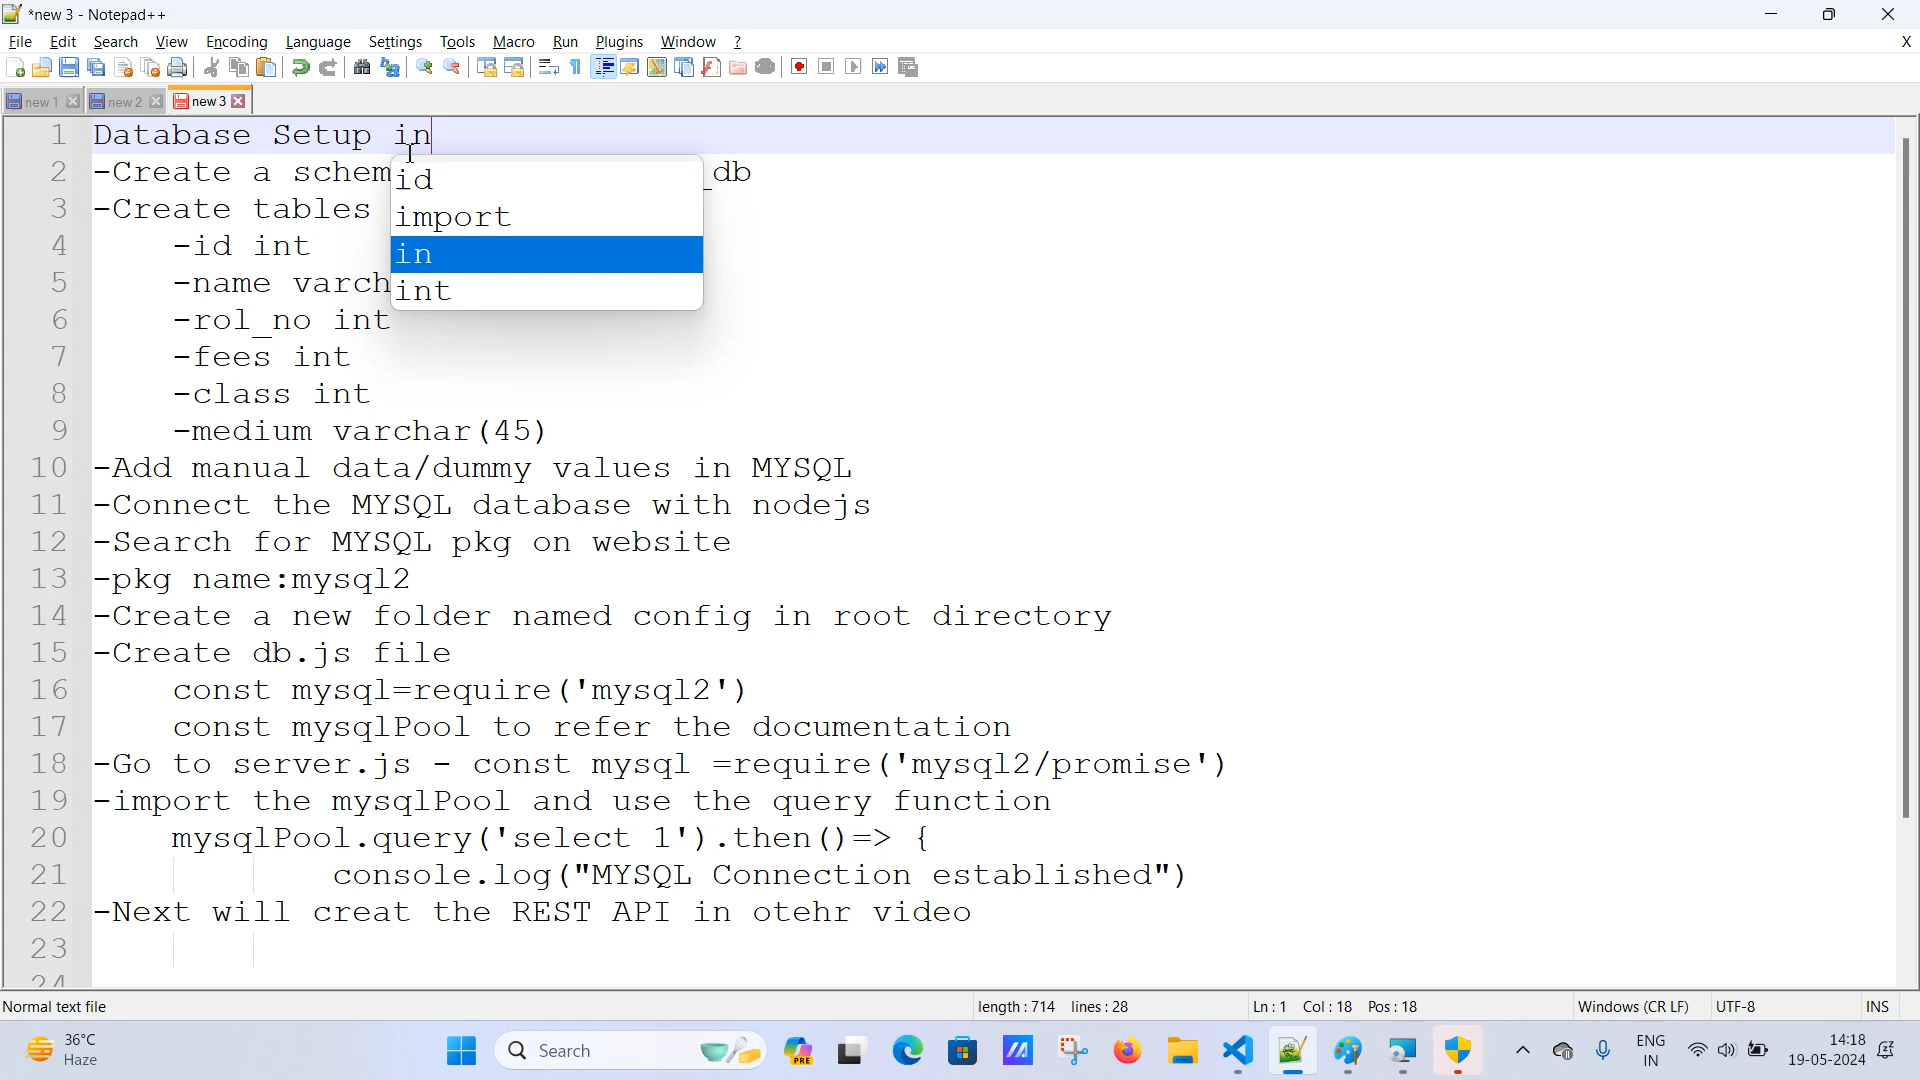 *new 3 - Notepad++
File Edit Search View Encoding Language Settings Tools Macro Run Plugins Window ? X
new 1 new 2 new 3
1 Database Setup in
2 -Create a schem _db
id
import
in
int
3 -Create tables
4 -id int
5 -name varch
6 -rol_no int
7 -fees int
8 -class int
9 -medium varchar(45)
10 -Add manual data/dummy values in MYSQL
11 -Connect the MYSQL database with nodejs
12 -Search for MYSQL pkg on website
13 -pkg name:mysql2
14 -Create a new folder named config in root directory
15 -Create db.js file
16 const mysql=require('mysql2')
17 const mysqlPool to refer the documentation
18 -Go to server.js - const mysql =require('mysql2/promise')
19 -import the mysqlPool and use the query function
20 mysqlPool.query('select 1').then()=> {
21 console.log("MYSQL Connection established")
22 -Next will creat the REST API in otehr video
23
24
Normal text file length : 714 lines : 28 Ln : 1 Col : 18 Pos : 18 Windows (CR LF) UTF-8 INS
36°C
Haze
Search
PRE
ENG
IN
14:18
19-05-2024